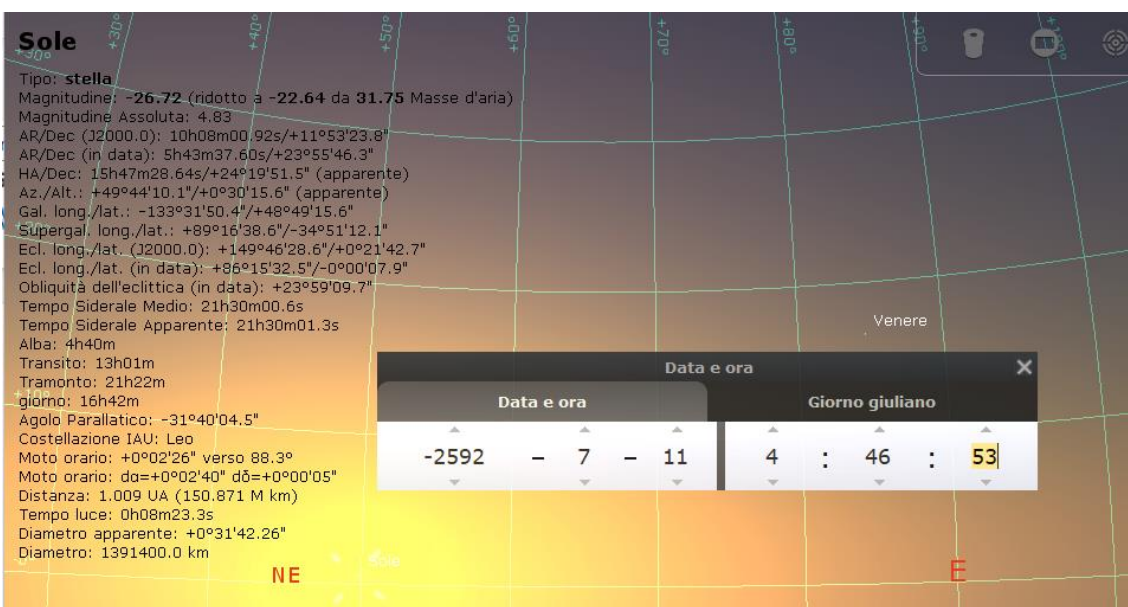 Sole
Tipo: stella
Magnitudine: -26.72 (ridotto a -22.64 da 31.75 Masse d'aria)
Magnitudine Assoluta: 4.83
AR/Dec (J2000.0): 10h08m00.92s/+11°53'23.8"
AR/Dec (in data): 5h43m37.60s/+23°55'46.3"
HA/Dec: 15h47m28.64s/+24°19'51.5" (apparente)
Az./Alt.: +49°44'10.1"/+0°30'15.6" (apparente)
Gal. long./lat.: -133°31'50.4"/+48°49'15.6"
Supergal. long./lat.: +89°16'38.6"/-34°51'12.1"
Ecl. long./lat. (J2000.0): +149°46'28.6"/+0°21'42.7"
Ecl. long./lat. (in data): +86°15'32.5"/-0°00'07.9"
Obliquità dell'eclittica (in data): +23°59'09.7"
Tempo Siderale Medio: 21h30m00.6s
Tempo Siderale Apparente: 21h30m01.3s
Alba: 4h40m
Transito: 13h01m
Tramonto: 21h22m
giorno: 16h42m
Agolo Parallatico: -31°40'04.5"
Costellazione IAU: Leo
Moto orario: +0°02'26" verso 88.3°
Moto orario: dα=+0°02'40" dδ=+0°00'05"
Distanza: 1.009 UA (150.871 M km)
Tempo luce: 0h08m23.3s
Diametro apparente: +0°31'42.26"
Diametro: 1391400.0 km
+30°
+40°
+50°
+60°
+70°
+80°
+90°
+100°
+30°
+20°
+10°
0°
Venere
Data e ora
Data e ora Giorno giuliano
-2592 – 7 – 11 4 : 46 : 53
Sole
NE
E